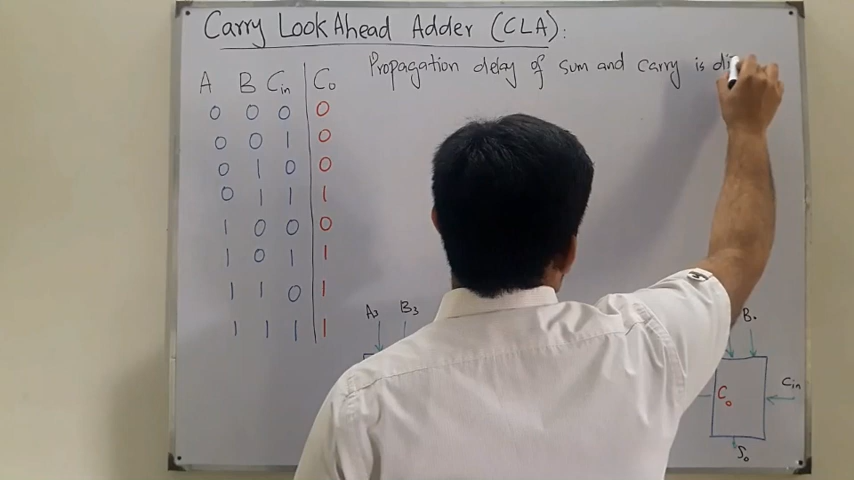 Carry Look Ahead Adder (CLA):
Propagation delay of sum and carry is di
A B Cin Co
0 0 0 0
0 0 1 0
0 1 0 0
0 1 1 1
1 0 0 0
1 0 1 1
1 1 0 1
1 1 1 1
A3 B3 B0
Cin
C0
S0